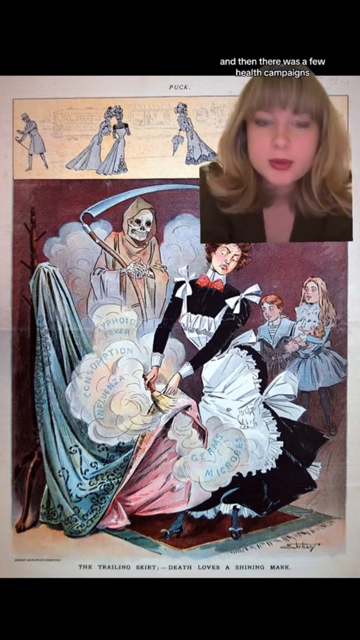 and then there was a few
health campaigns
PUCK.
TYPHOID
FEVER
CONSUMPTION
INFLUENZA
GERMS
MICROBES
THE TRAILING SKIRT:—DEATH LOVES A SHINING MARK.